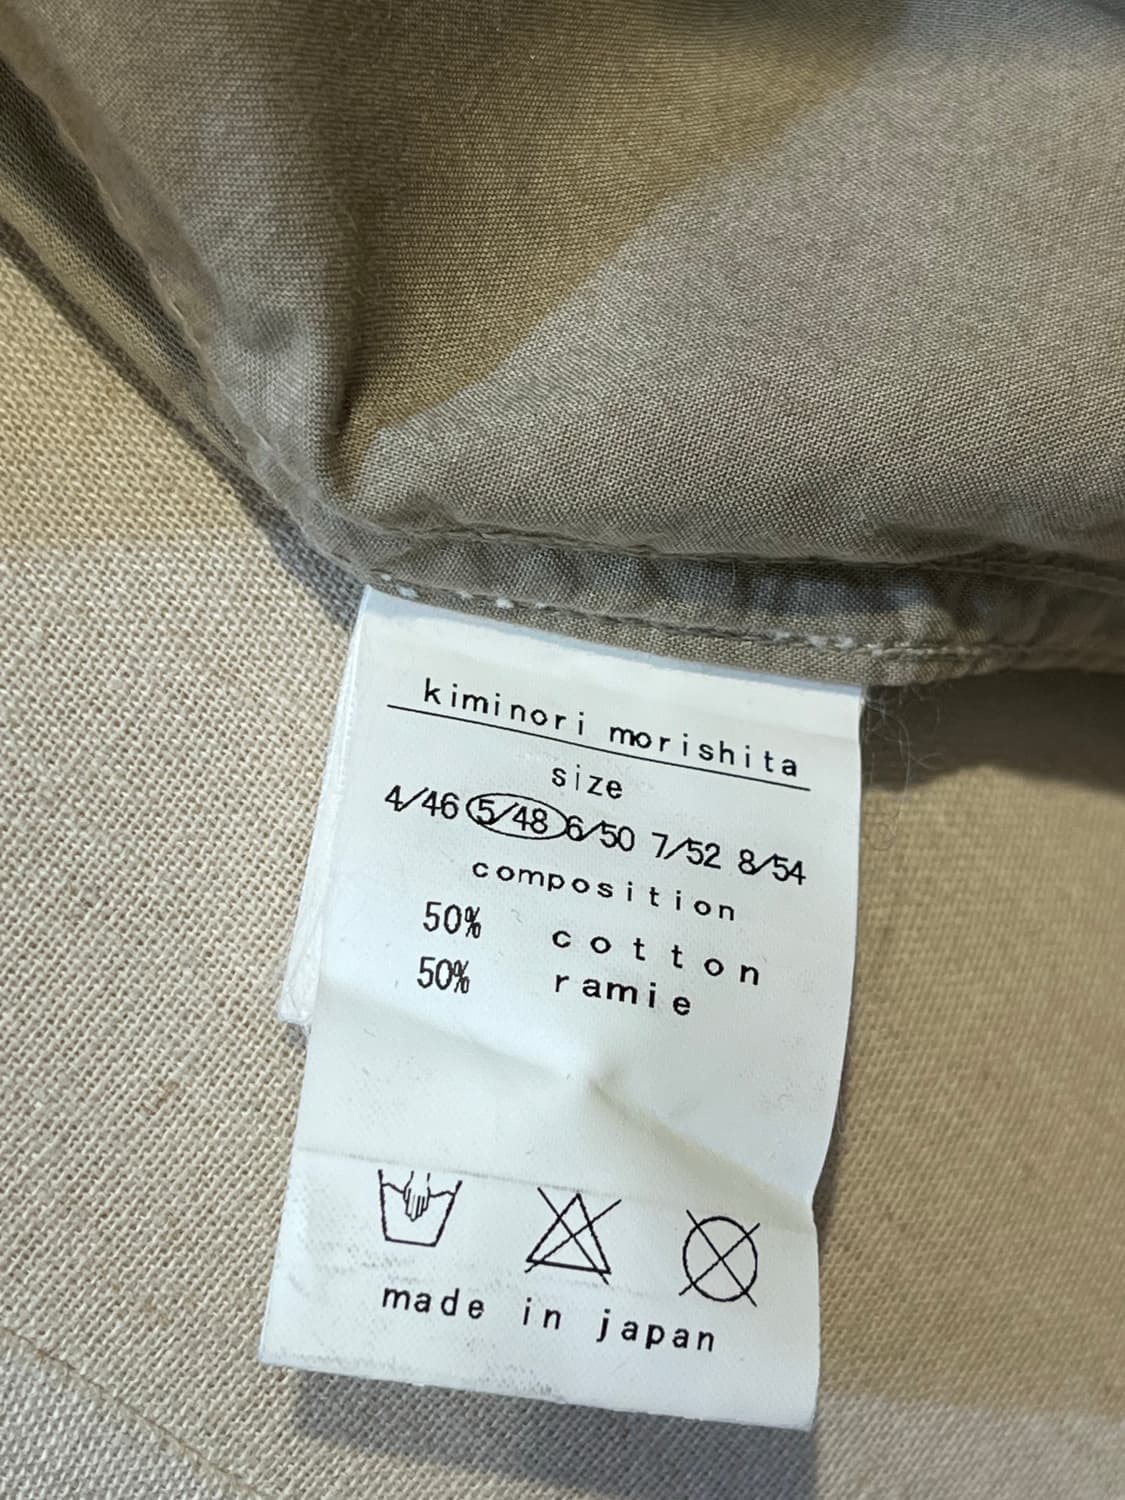 kiminori morishita
size
4/46 5/48 6/50 7/52 8/54
composition
50% cotton
50% ramie
made in japan